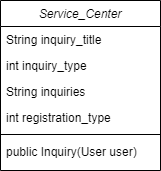 Service_Center
String inquiry_title
int inquiry_type
String inquiries
int registration_type
public Inquiry(User user)